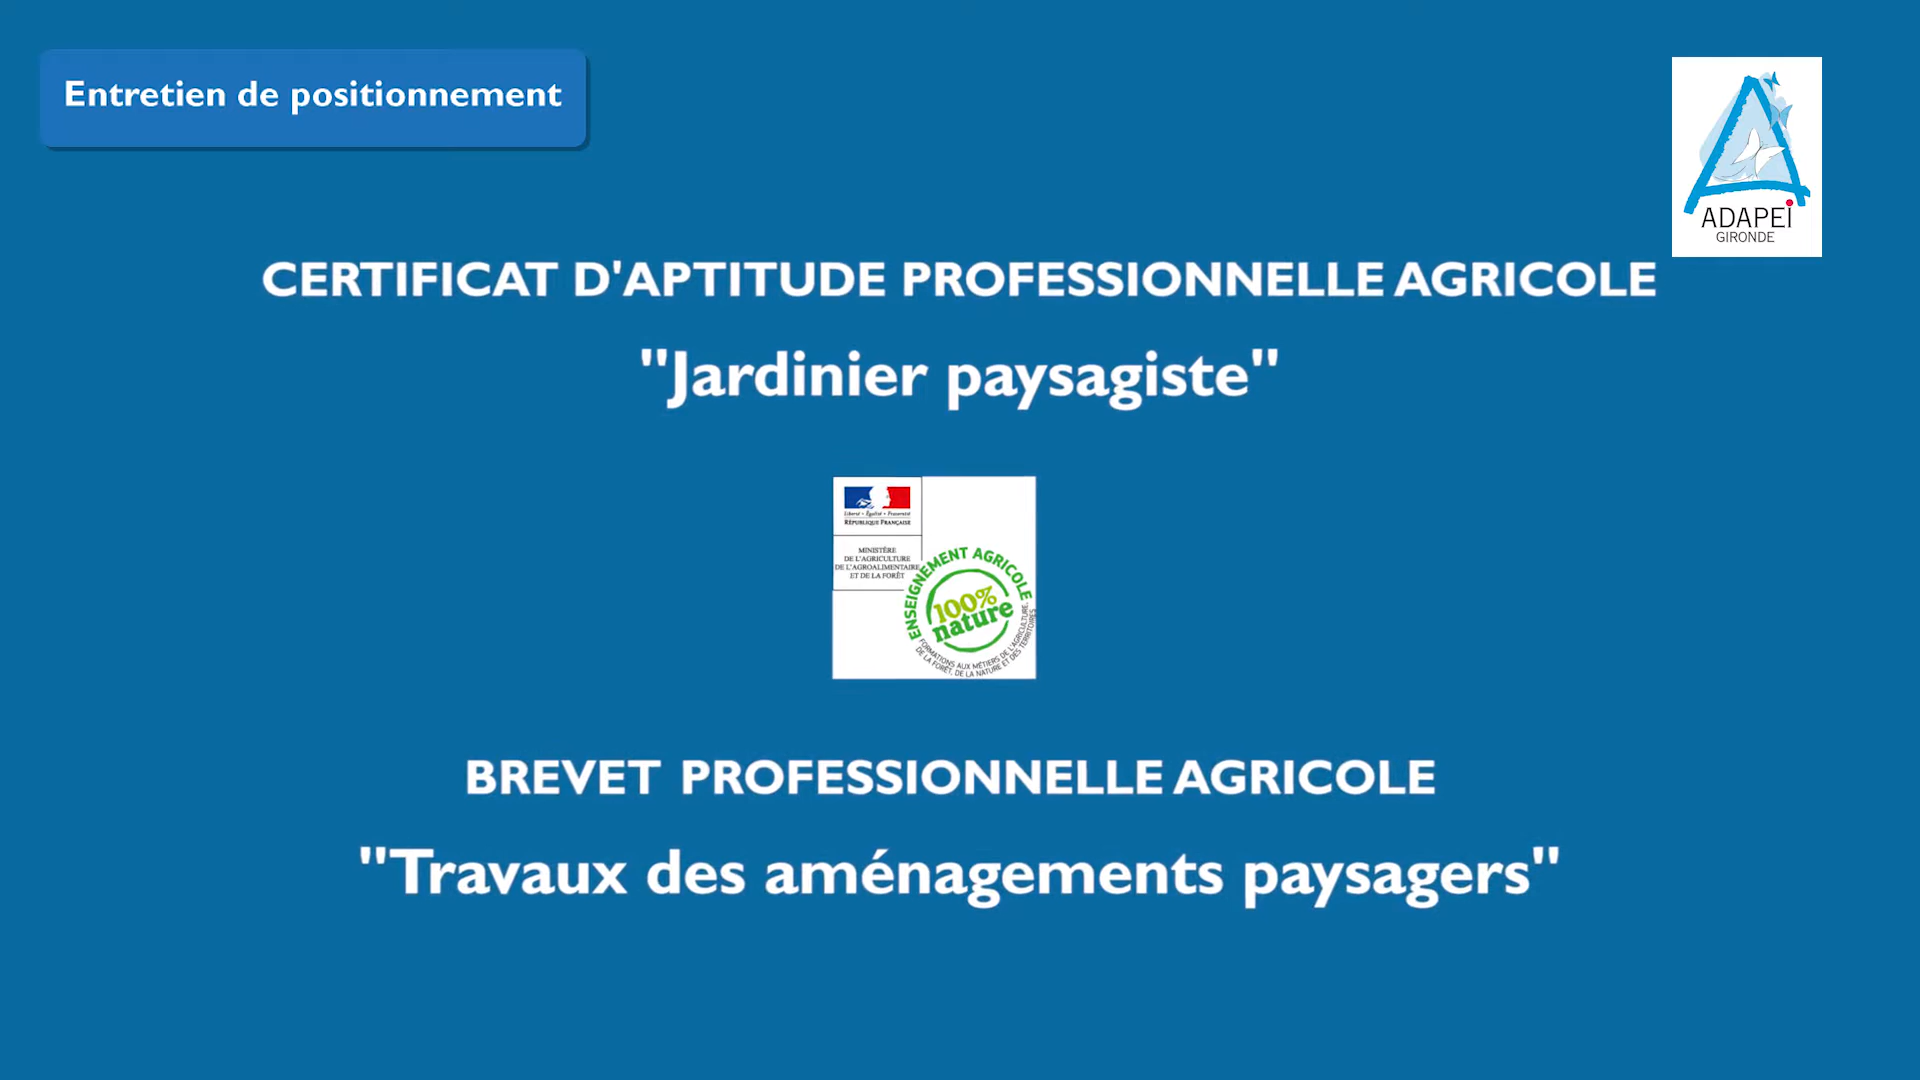 Entretien de positionnement
ADAPEI
GIRONDE
CERTIFICAT D'APTITUDE PROFESSIONNELLE AGRICOLE
"Jardinier paysagiste"
Liberté • Égalité • Fraternité
RÉPUBLIQUE FRANÇAISE
MINISTÈRE
DE L'AGRICULTURE
DE L'AGROALIMENTAIRE
ET DE LA FORÊT
ENSEIGNEMENT AGRICOLE
100%
nature
FORMATIONS AUX MÉTIERS DE L'AGRICULTURE,
DE LA FORÊT, DE LA NATURE ET DES TERRITOIRES
BREVET PROFESSIONNELLE AGRICOLE
"Travaux des aménagements paysagers"